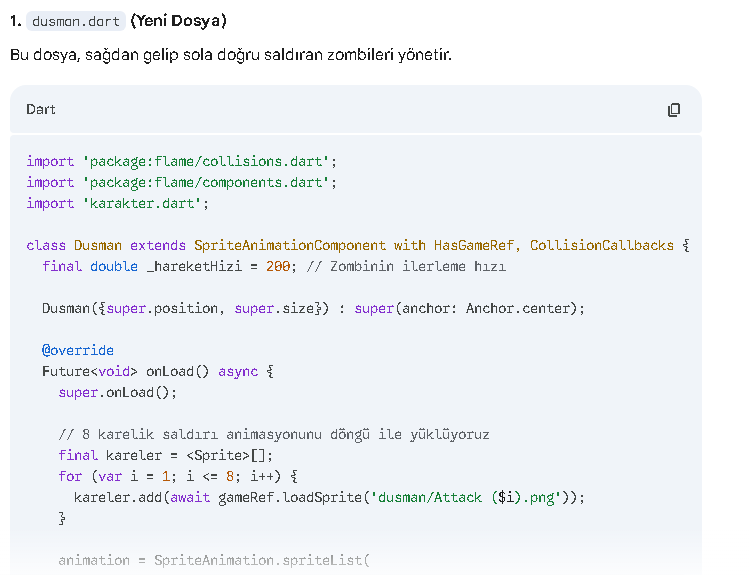 1. dusman.dart (Yeni Dosya)
Bu dosya, sağdan gelip sola doğru saldıran zombileri yönetir.
Dart
import 'package:flame/collisions.dart';
import 'package:flame/components.dart';
import 'karakter.dart';
class Dusman extends SpriteAnimationComponent with HasGameRef, CollisionCallbacks {
final double _hareketHizi = 200; // Zombinin ilerleme hızı
Dusman({super.position, super.size}) : super(anchor: Anchor.center);
@override
Future<void> onLoad() async {
super.onLoad();
// 8 karelik saldırı animasyonunu döngü ile yüklüyoruz
final kareler = <Sprite>[];
for (var i = 1; i <= 8; i++) {
kareler.add(await gameRef.loadSprite('dusman/Attack ($i).png'));
}
animation = SpriteAnimation.spriteList(